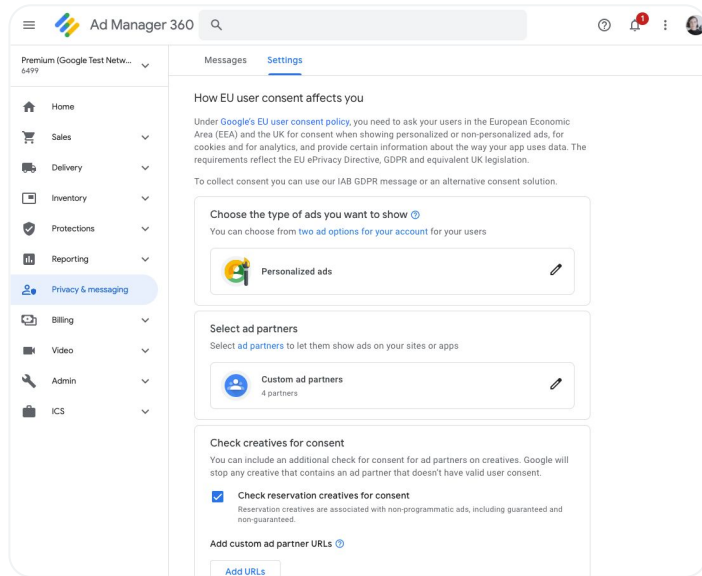 Ad Manager 360
1
Premium (Google Test Netw...
6499
Messages
Settings
Home
Sales
Delivery
Inventory
Protections
Reporting
Privacy & messaging
Billing
Video
Admin
ICS
How EU user consent affects you
Under Google's EU user consent policy, you need to ask your users in the European Economic
Area (EEA) and the UK for consent when showing personalized or non-personalized ads, for
cookies and for analytics, and provide certain information about the way your app uses data. The
requirements reflect the EU ePrivacy Directive, GDPR and equivalent UK legislation.
To collect consent you can use our IAB GDPR message or an alternative consent solution.
Choose the type of ads you want to show
You can choose from two ad options for your account for your users
Personalized ads
Select ad partners
Select ad partners to let them show ads on your sites or apps
Custom ad partners
4 partners
Check creatives for consent
You can include an additional check for consent for ad partners on creatives. Google will
stop any creative that contains an ad partner that doesn't have valid user consent.
Check reservation creatives for consent
Reservation creatives are associated with non-programmatic ads, including guaranteed and
non-guaranteed.
Add custom ad partner URLs
Add URLs